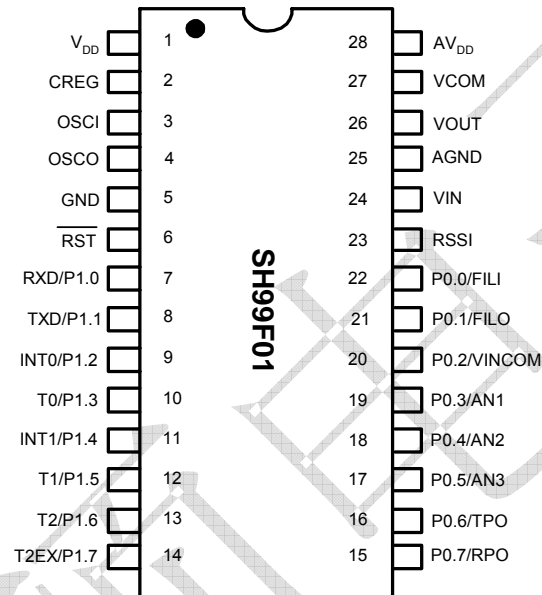 V_DD 1 28 AV_DD
CREG 2 27 VCOM
OSCI 3 26 VOUT
OSCO 4 25 AGND
GND 5 24 VIN
RST 6 23 RSSI
RXD/P1.0 7 22 P0.0/FILI
TXD/P1.1 8 21 P0.1/FILO
INT0/P1.2 9 20 P0.2/VINCOM
T0/P1.3 10 19 P0.3/AN1
INT1/P1.4 11 18 P0.4/AN2
T1/P1.5 12 17 P0.5/AN3
T2/P1.6 13 16 P0.6/TPO
T2EX/P1.7 14 15 P0.7/RPO
SH99F01